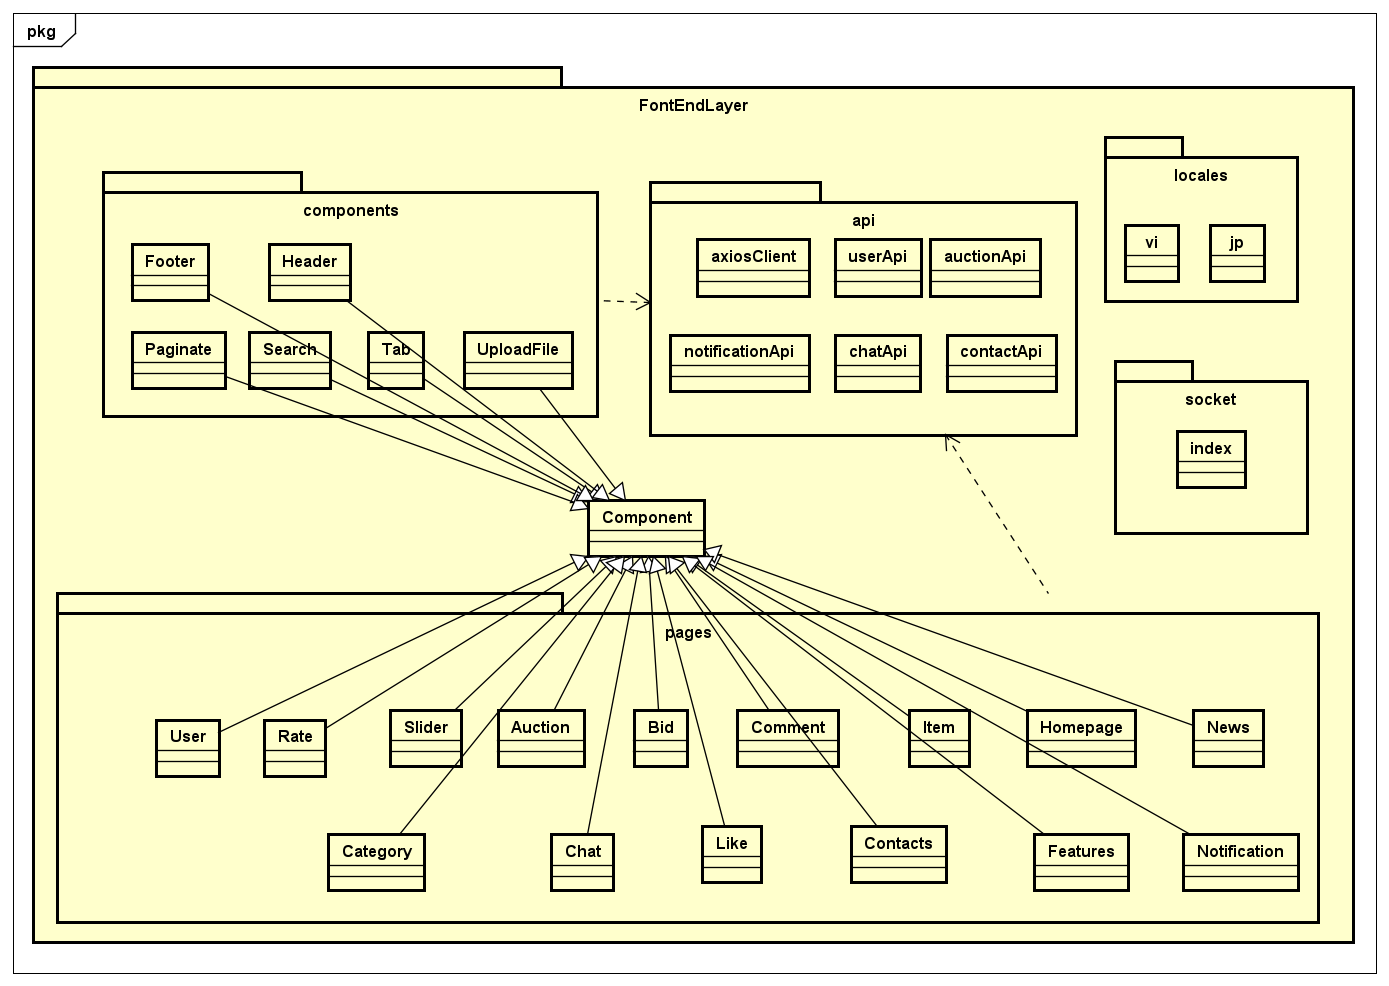 pkg
FontEndLayer
components
Footer
Header
Paginate
Search
Tab
UploadFile
api
axiosClient
userApi
auctionApi
notificationApi
chatApi
contactApi
locales
vi
jp
socket
index
Component
pages
User
Rate
Slider
Auction
Bid
Comment
Item
Homepage
News
Category
Chat
Like
Contacts
Features
Notification